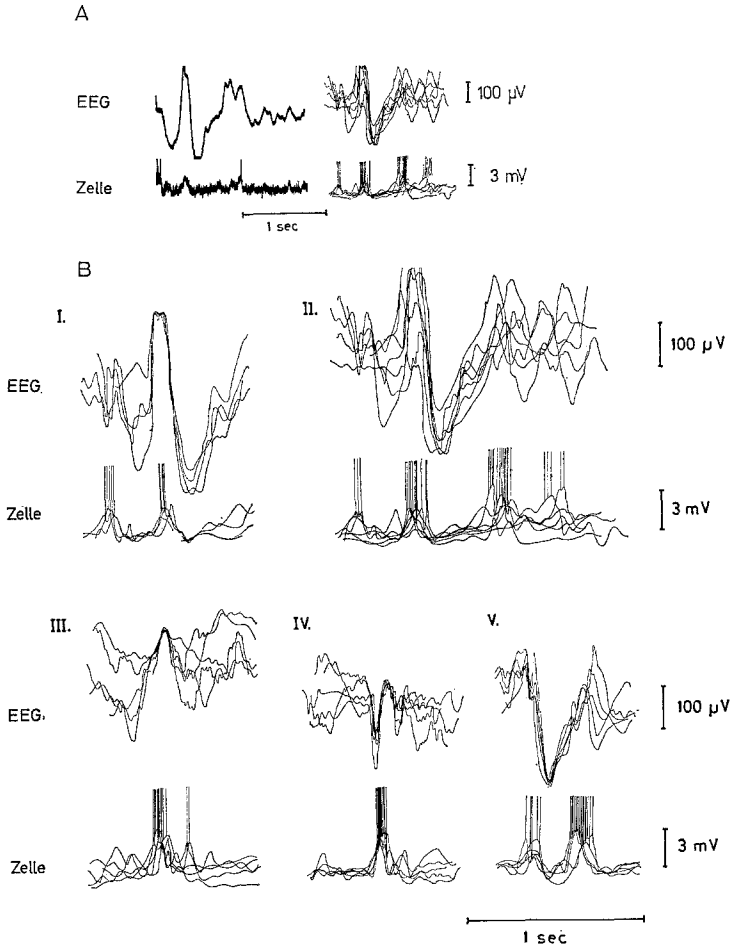 A
EEG
100 µV
Zelle
3 mV
1 sec
B
I.
II.
EEG.
100 µV
Zelle
3 mV
III.
IV.
V.
EEG.
100 µV
Zelle
3 mV
1 sec